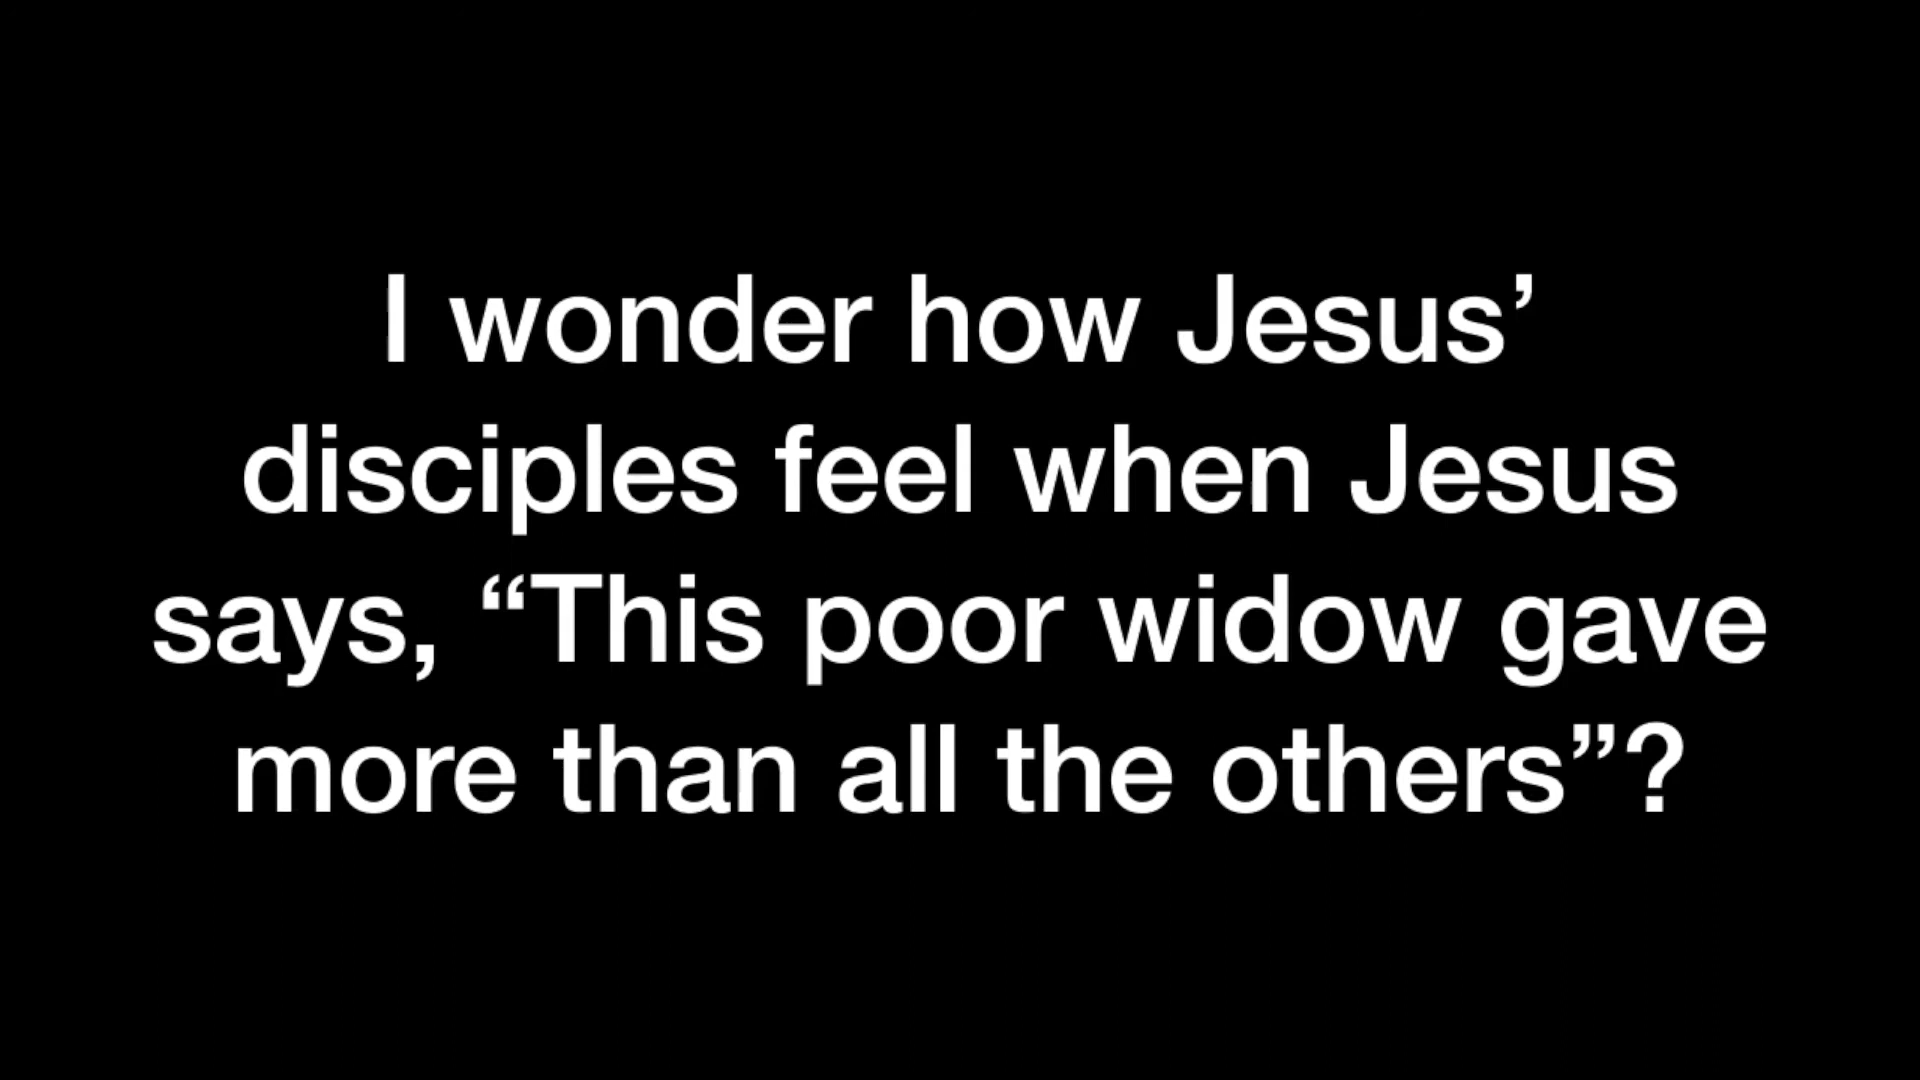 I wonder how Jesus’
disciples feel when Jesus
says, “This poor widow gave
more than all the others”?